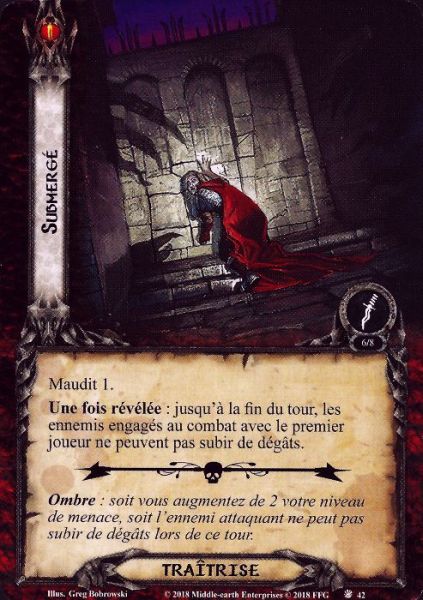 SUBMERGÉ
6/8
Maudit 1.
Une fois révélée : jusqu'à la fin du tour, les
ennemis engagés au combat avec le premier
joueur ne peuvent pas subir de dégâts.
Ombre : soit vous augmentez de 2 votre niveau
de menace, soit l'ennemi attaquant ne peut pas
subir de dégâts lors de ce tour.
TRAÎTRISE
Illus. Greg Bobrowski © 2018 Middle-earth Enterprises © 2018 FFG 42